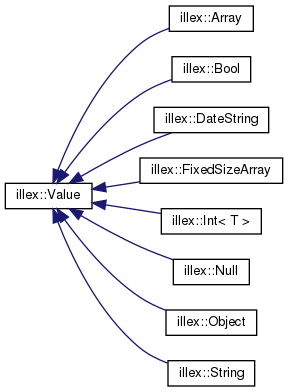 illex::Array
illex::Bool
illex::DateString
illex::FixedSizeArray
illex::Value
illex::Int< T >
illex::Null
illex::Object
illex::String